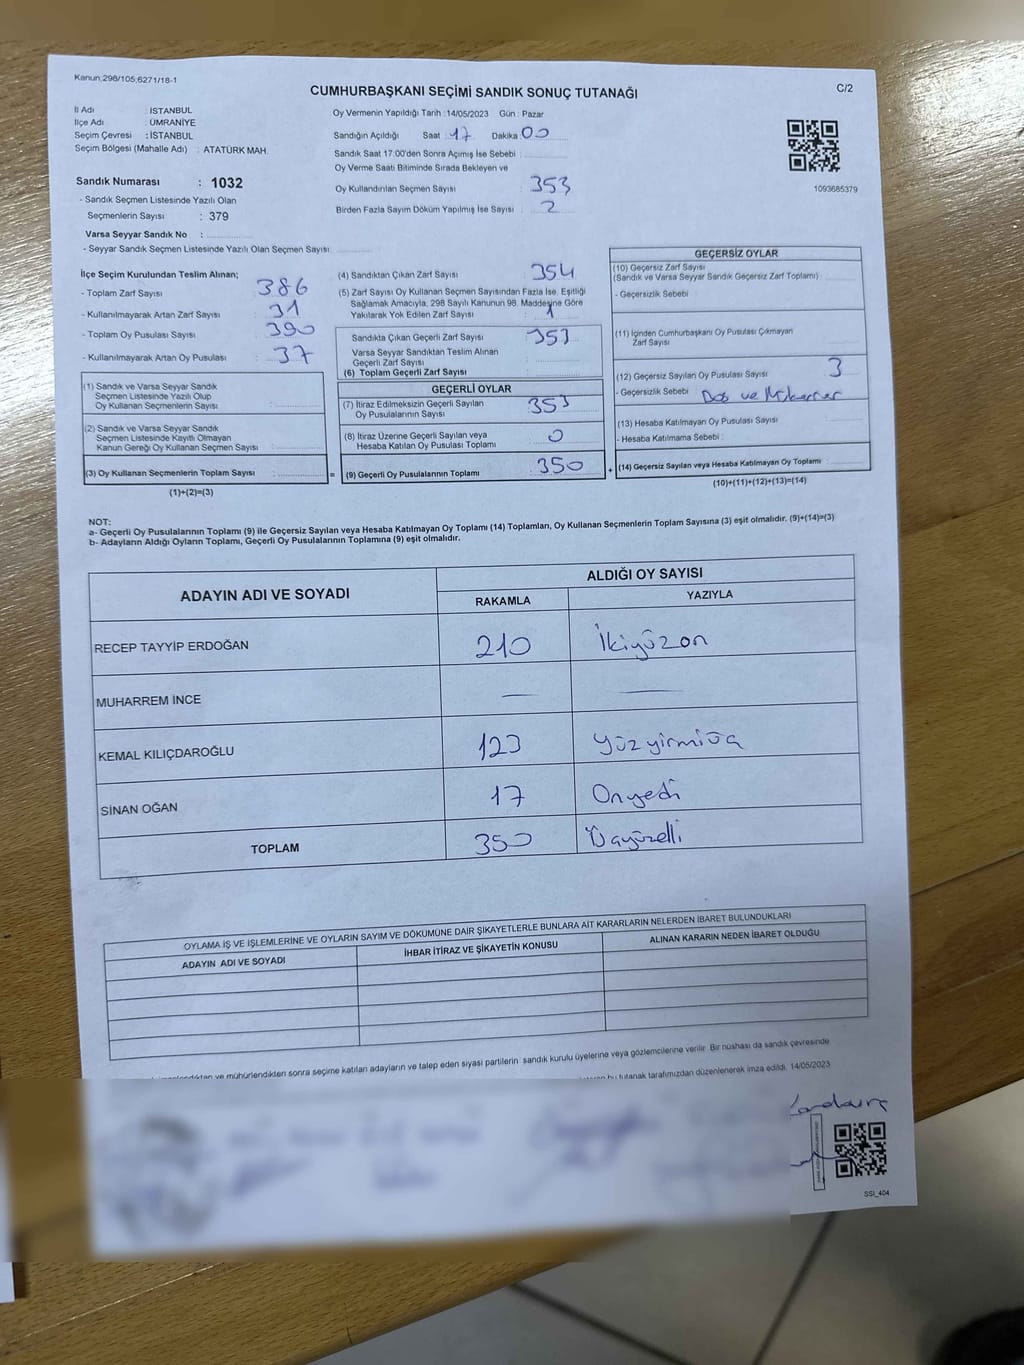 Kanun:298/105,6271/18-1
CUMHURBAŞKANI SEÇİMİ SANDIK SONUÇ TUTANAĞI
C/2
İl Adı : İSTANBUL
İlçe Adı : ÜMRANİYE
Seçim Çevresi : İSTANBUL
Seçim Bölgesi (Mahalle Adı) : ATATÜRK MAH.
Sandık Numarası : 1032
- Sandık Seçmen Listesinde Yazılı Olan
Seçmenlerin Sayısı : 379
Varsa Seyyar Sandık No :
- Seyyar Sandık Seçmen Listesinde Yazılı Olan Seçmen Sayısı:
Oy Vermenin Yapıldığı Tarih :14/05/2023 Gün : Pazar
Sandığın Açıldığı Saat : 17 Dakika 00
Sandık Saat 17:00'den Sonra Açımış İse Sebebi :
Oy Verme Saati Bitiminde Sırada Bekleyen ve
Oy Kullandırılan Seçmen Sayısı : 353
Birden Fazla Sayım Döküm Yapılmış İse Sayısı : 2
1093685379
İlçe Seçim Kurulundan Teslim Alınan;
- Toplam Zarf Sayısı : 386
- Kullanılmayarak Artan Zarf Sayısı : 31
- Toplam Oy Pusulası Sayısı : 390
- Kullanılmayarak Artan Oy Pusulası : 37
(1) Sandık ve Varsa Seyyar Sandık
Seçmen Listesinde Yazılı Olup
Oy Kullanan Seçmenlerin Sayısı :
(2) Sandık ve Varsa Seyyar Sandık
Seçmen Listesinde Kayıtlı Olmayan
Kanun Gereği Oy Kullanan Seçmen Sayısı :
(3) Oy Kullanan Seçmenlerin Toplam Sayısı :
(1)+(2)=(3)
(4) Sandıktan Çıkan Zarf Sayısı : 354
(5) Zarf Sayısı Oy Kullanan Seçmen Sayısından Fazla İse, Eşitliği
Sağlamak Amacıyla, 298 Sayılı Kanunun 98. Maddesine Göre
Yakılarak Yok Edilen Zarf Sayısı : 1
Sandıkta Çıkan Geçerli Zarf Sayısı : 353
Varsa Seyyar Sandıktan Teslim Alınan
Geçerli Zarf Sayısı :
(6) Toplam Geçerli Zarf Sayısı :
GEÇERLİ OYLAR
(7) İtiraz Edilmeksizin Geçerli Sayılan
Oy Pusulalarının Sayısı : 353
(8) İtiraz Üzerine Geçerli Sayılan veya
Hesaba Katılan Oy Pusulası Toplamı : 0
= (9) Geçerli Oy Pusulalarının Toplamı : 350
GEÇERSİZ OYLAR
(10) Geçersiz Zarf Sayısı
(Sandık ve Varsa Seyyar Sandık Geçersiz Zarf Toplamı) :
- Geçersizlik Sebebi :
(11) İçinden Cumhurbaşkanı Oy Pusulası Çıkmayan
Zarf Sayısı :
(12) Geçersiz Sayılan Oy Pusulası Sayısı : 3
- Geçersizlik Sebebi : ve
(13) Hesaba Katılmayan Oy Pusulası Sayısı :
- Hesaba Katılmama Sebebi :
+ (14) Geçersiz Sayılan veya Hesaba Katılmayan Oy Toplamı :
(10)+(11)+(12)+(13)=(14)
NOT:
a- Geçerli Oy Pusulalarının Toplamı (9) ile Geçersiz Sayılan veya Hesaba Katılmayan Oy Toplamı (14) Toplamları, Oy Kullanan Seçmenlerin Toplam Sayısına (3) eşit olmalıdır. (9)+(14)=(3)
b- Adayların Aldığı Oyların Toplamı, Geçerli Oy Pusulalarının Toplamına (9) eşit olmalıdır.
ADAYIN ADI VE SOYADI
ALDIĞI OY SAYISI
RAKAMLA YAZIYLA
RECEP TAYYİP ERDOĞAN 210 İkiyüzon
MUHARREM İNCE — —
KEMAL KILIÇDAROĞLU 123 Yüzyirmiüç
SİNAN OĞAN 17 Onyedi
TOPLAM 350 Üçyüzelli
OYLAMA İŞ VE İŞLEMLERİNE VE OYLARIN SAYIM VE DÖKÜMÜNE DAİR ŞİKAYETLERLE BUNLARA AİT KARARLARIN NELERDEN İBARET BULUNDUKLARI
ADAYIN ADI VE SOYADI İHBAR İTİRAZ VE ŞİKAYETİN KONUSU ALINAN KARARIN NEDEN İBARET OLDUĞU
ve mühürlendikten sonra seçime katılan adayların ve talep eden siyasi partilerin sandık kurulu üyelerine veya gözlemcilerine verilir. Bir nüshası da sandık çevresinde
bu tutanak tarafımızdan düzenlenerek imza edildi. 14/05/2023
SSI_404